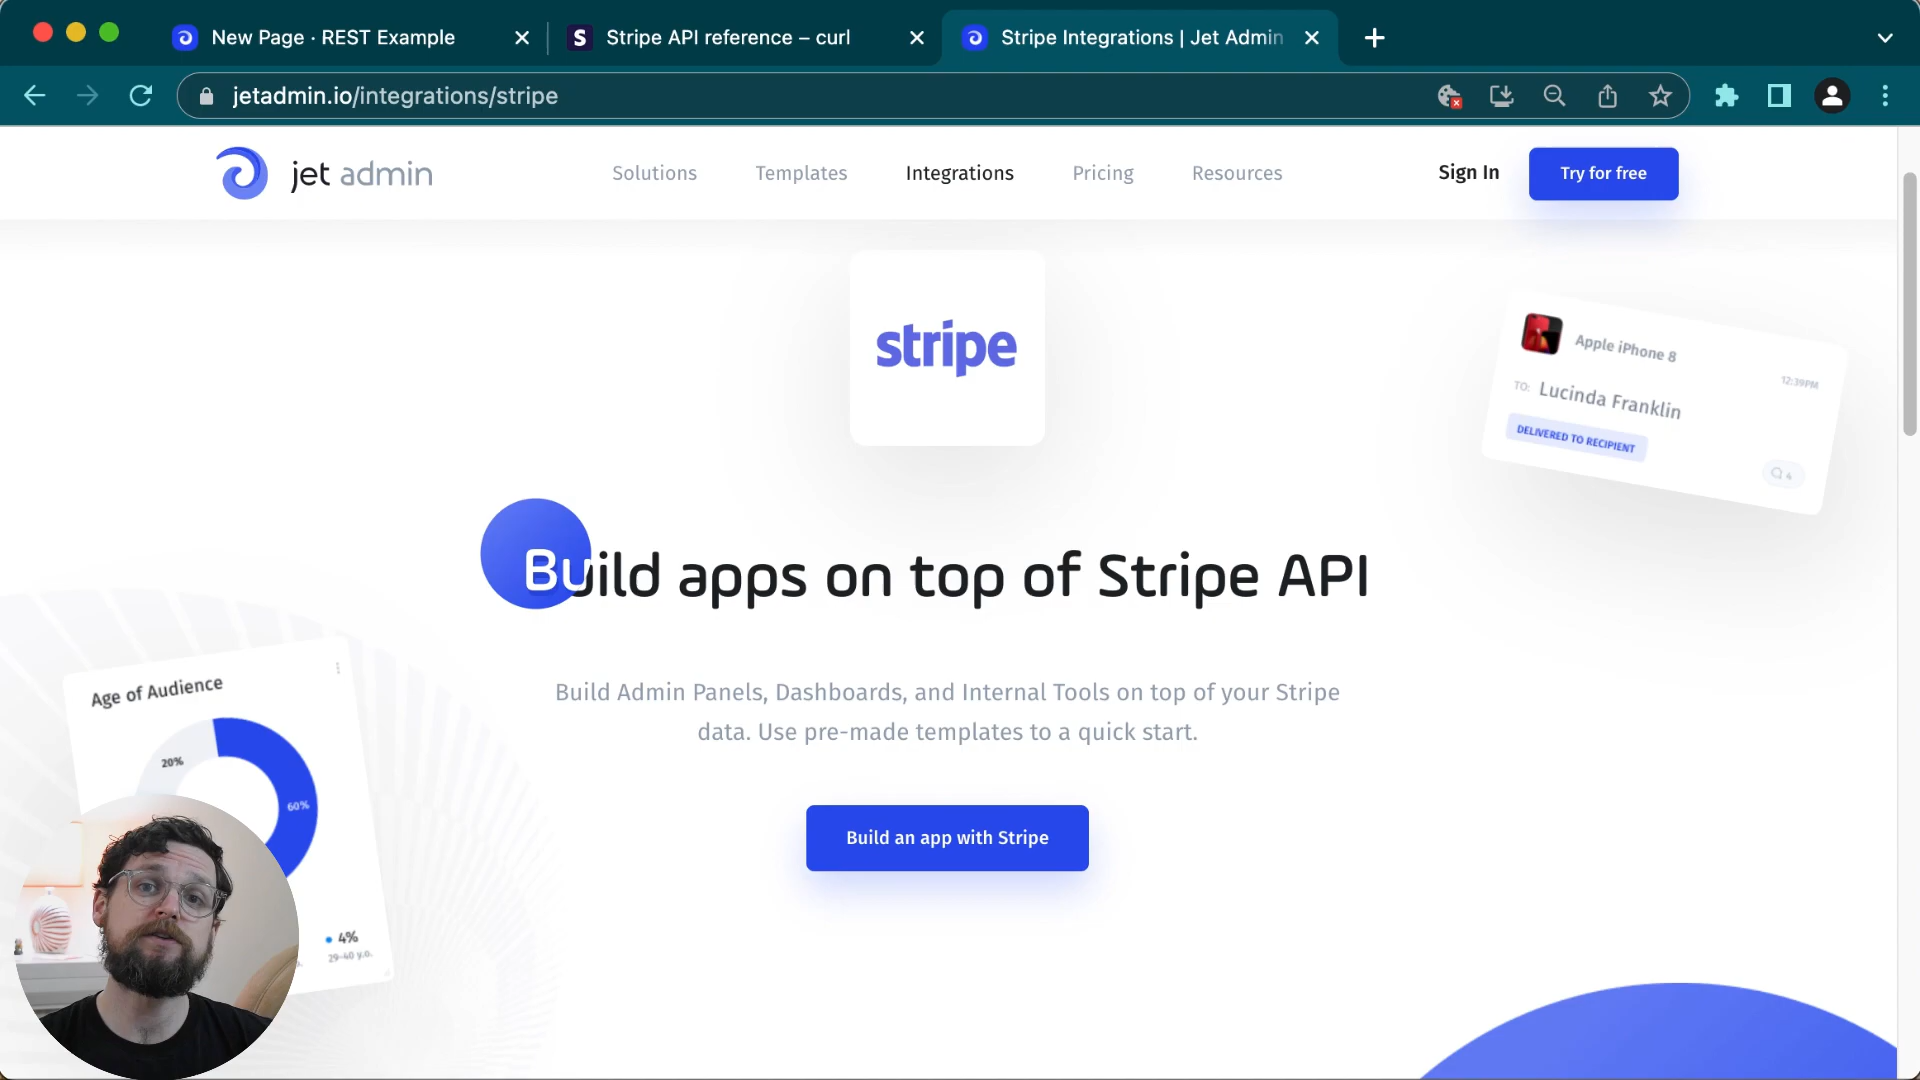 New Page · REST Example
Stripe API reference – curl
Stripe Integrations | Jet Admin
jetadmin.io/integrations/stripe
jet admin
Solutions
Templates
Integrations
Pricing
Resources
Sign In
Try for free
stripe
Apple iPhone 8
12:39PM
TO: Lucinda Franklin
DELIVERED TO RECIPIENT
4
Build apps on top of Stripe API
Build Admin Panels, Dashboards, and Internal Tools on top of your Stripe
data. Use pre-made templates to a quick start.
Build an app with Stripe
Age of Audience
20%
60%
4%
29-40 y.o.